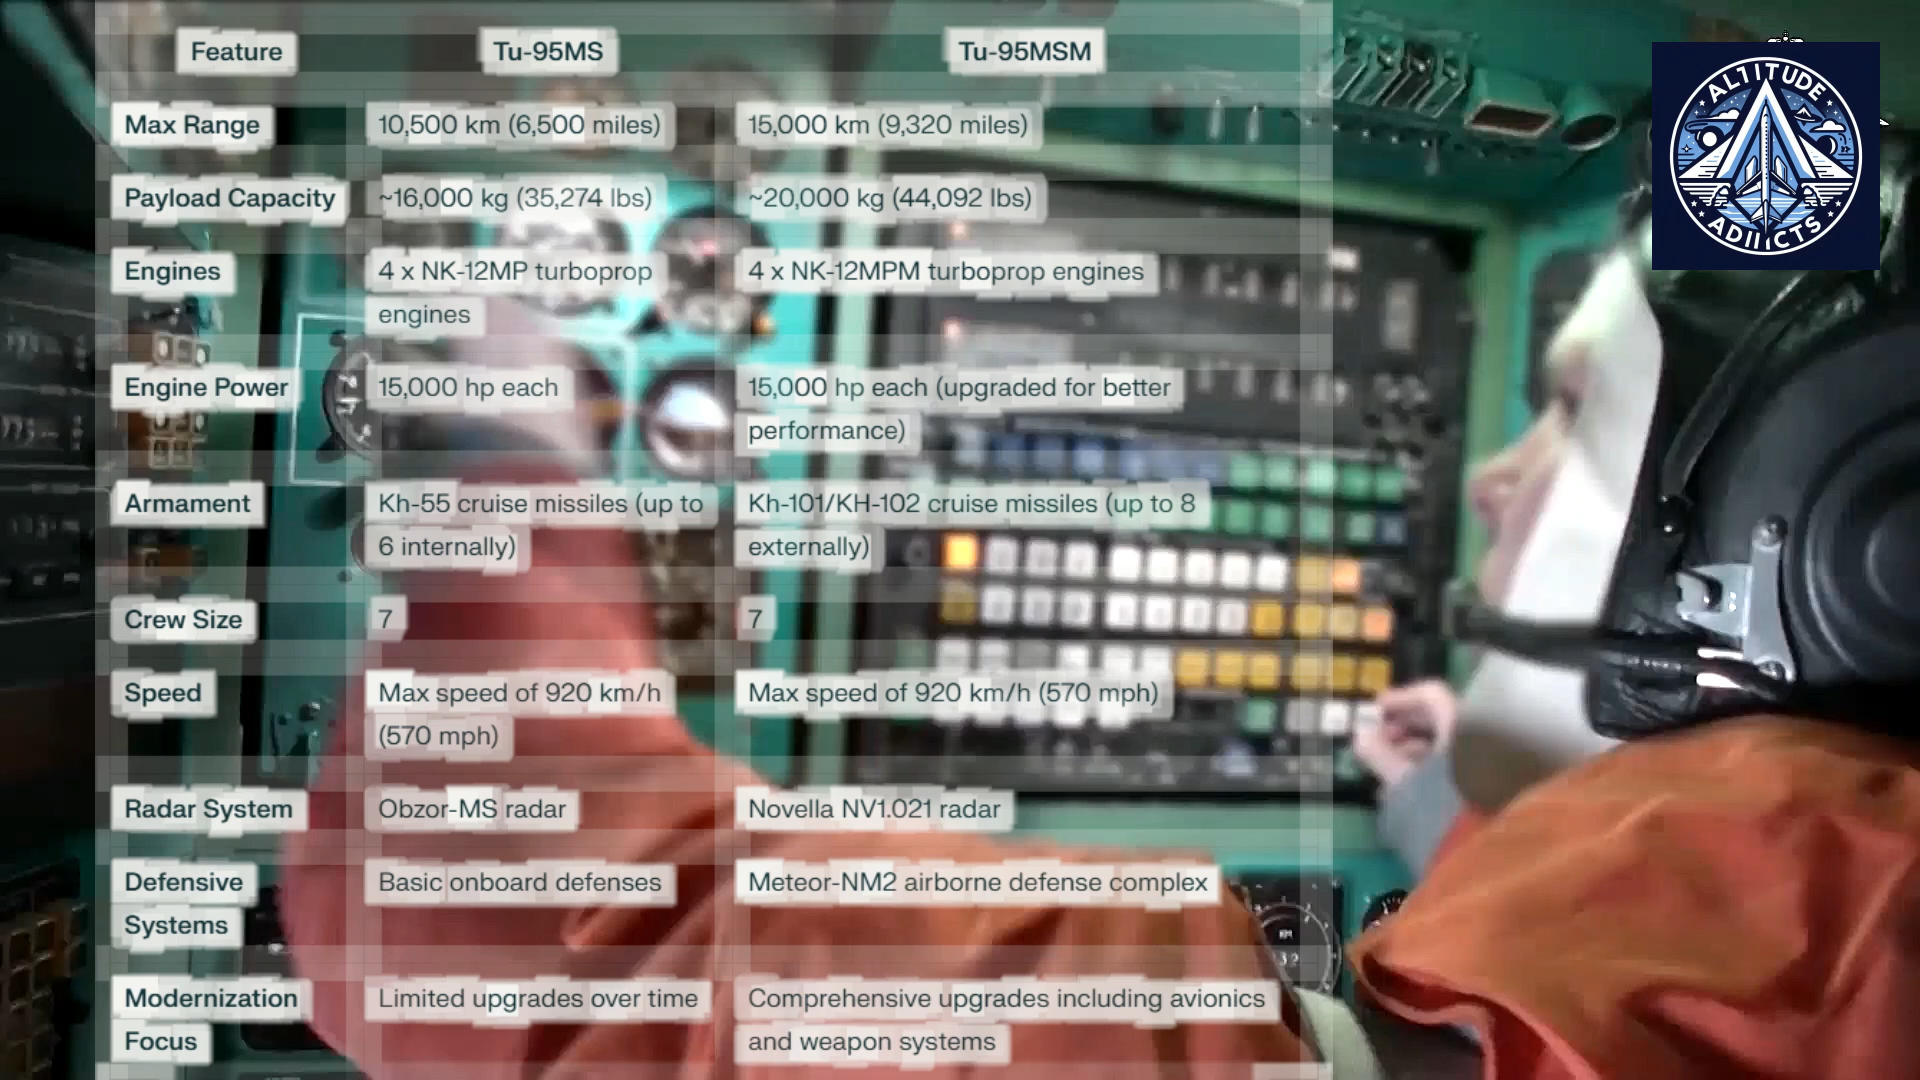 Feature Tu-95MS Tu-95MSM
Max Range 10,500 km (6,500 miles) 15,000 km (9,320 miles)
Payload Capacity ~16,000 kg (35,274 lbs) ~20,000 kg (44,092 lbs)
Engines 4 x NK-12MP turboprop 4 x NK-12MPM turboprop engines
engines
Engine Power 15,000 hp each 15,000 hp each (upgraded for better
performance)
Armament Kh-55 cruise missiles (up to Kh-101/KH-102 cruise missiles (up to 8
6 internally) externally)
Crew Size 7 7
Speed Max speed of 920 km/h Max speed of 920 km/h (570 mph)
(570 mph)
Radar System Obzor-MS radar Novella NV1.021 radar
Defensive Basic onboard defenses Meteor-NM2 airborne defense complex
Systems
Modernization Limited upgrades over time Comprehensive upgrades including avionics
Focus and weapon systems
ALTITUDE
ADIIICTS
KM